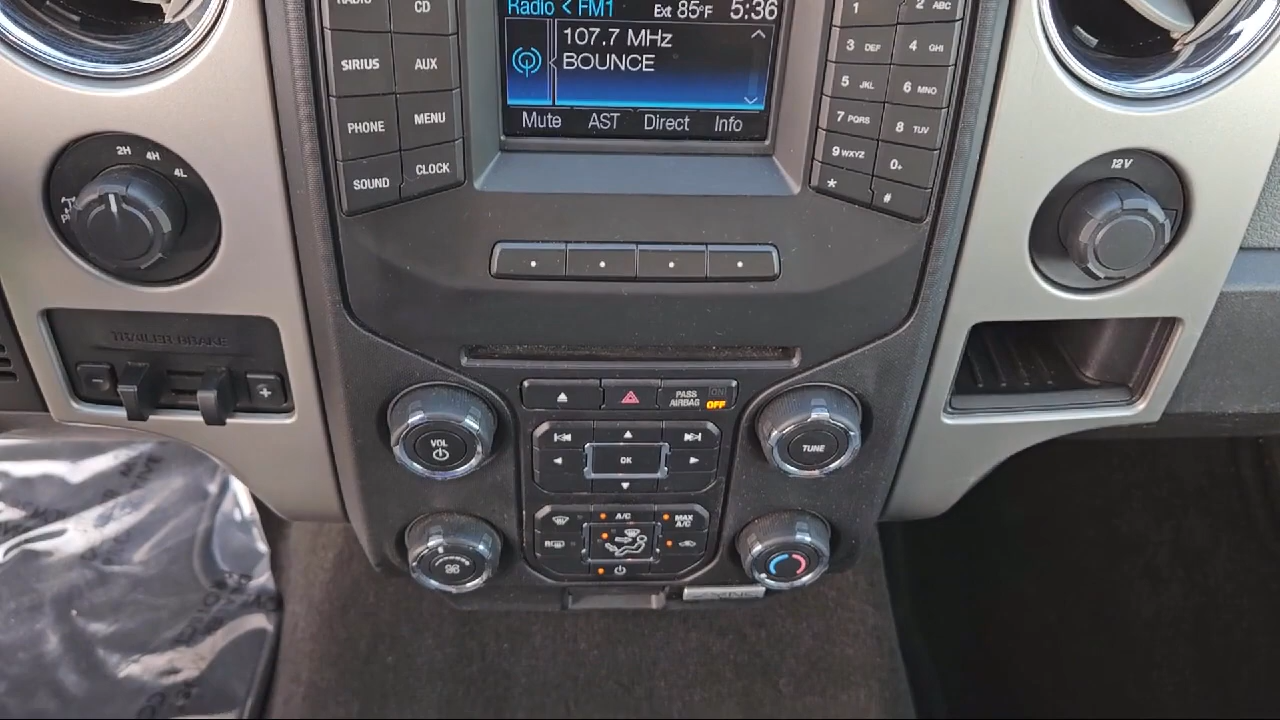 RADIO
CD
SIRIUS
AUX
PHONE
MENU
SOUND
CLOCK
Radio < FM1
Ext 85°F
5:36
107.7 MHz
BOUNCE
Mute
AST
Direct
Info
1
2 ABC
3 DEF
4 GHI
5 JKL
6 MNO
7 PQRS
8 TUV
9 WXYZ
0+
*
#
2H
4H
4L
12V
TRAILER BRAKE
- +
PASS AIRBAG
ON
OFF
VOL
OK
TUNE
A/C
MAX A/C
R